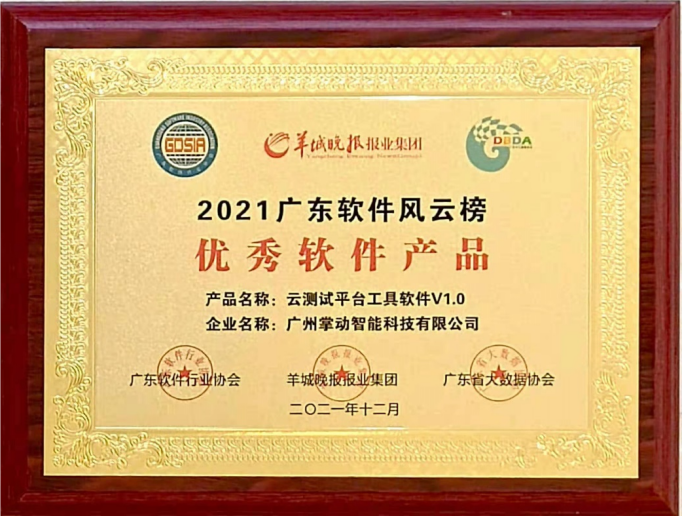 GDSIA
羊城晚报报业集团
DBDA
2021广东软件风云榜
优秀软件产品
产品名称：云测试平台工具软件V1.0
企业名称：广州掌动智能科技有限公司
广东软件行业协会 羊城晚报报业集团 广东省大数据协会
二〇二一年十二月